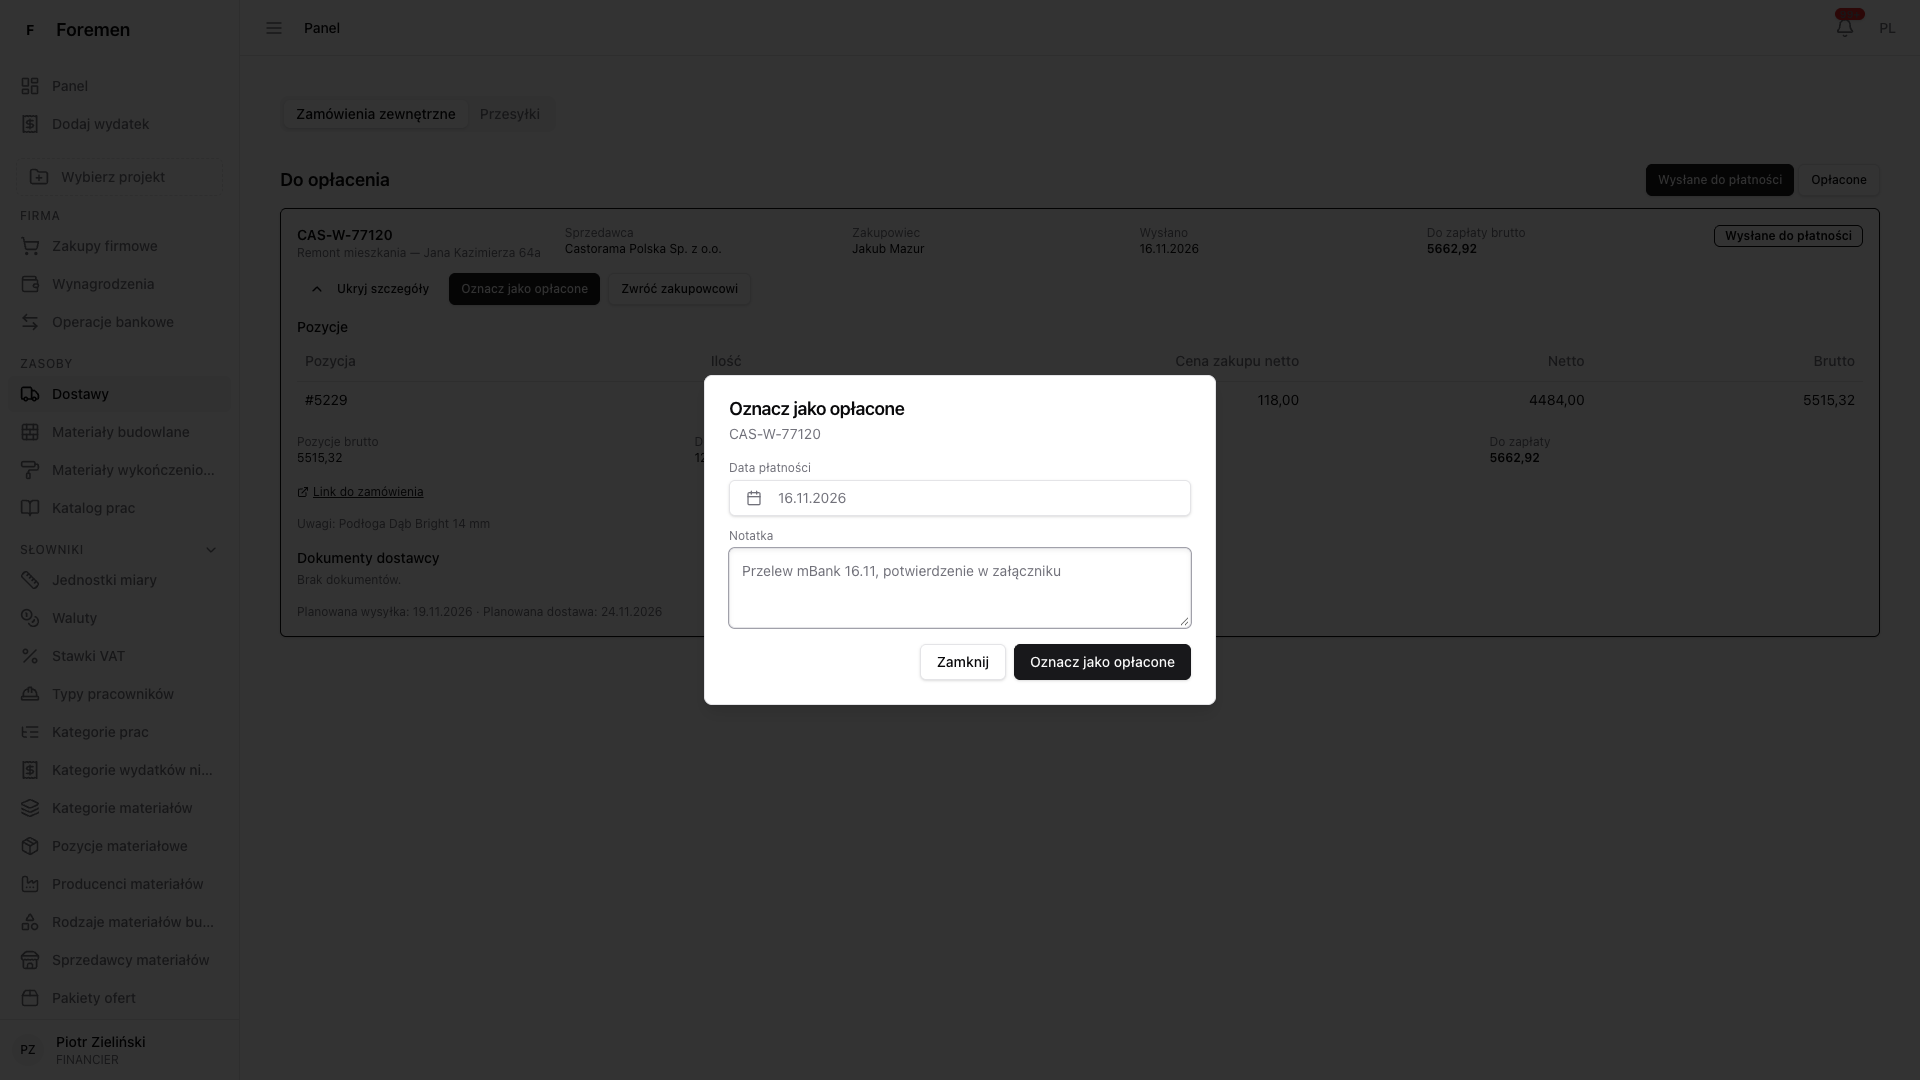 F Foremen
Panel
PL
Panel
Dodaj wydatek
Wybierz projekt
FIRMA
Zakupy firmowe
Wynagrodzenia
Operacje bankowe
ZASOBY
Dostawy
Materiały budowlane
Materiały wykończenio...
Katalog prac
SŁOWNIKI
Jednostki miary
Waluty
Stawki VAT
Typy pracowników
Kategorie prac
Kategorie wydatków ni...
Kategorie materiałów
Pozycje materiałowe
Producenci materiałów
Rodzaje materiałów bu...
Sprzedawcy materiałów
Pakiety ofert
PZ Piotr Zieliński
FINANCIER
Zamówienia zewnętrzne Przesyłki
Do opłacenia
Wysłane do płatności Opłacone
CAS-W-77120
Remont mieszkania — Jana Kazimierza 64a
Sprzedawca
Castorama Polska Sp. z o.o.
Zakupowiec
Jakub Mazur
Wysłano
16.11.2026
Do zapłaty brutto
5662,92
Wysłane do płatności
Ukryj szczegóły Oznacz jako opłacone Zwróć zakupowcowi
Pozycje
Pozycja Ilość Cena zakupu netto Netto Brutto
#5229 118,00 4484,00 5515,32
Pozycje brutto
5515,32
Do zapłaty
5662,92
Link do zamówienia
Uwagi: Podłoga Dąb Bright 14 mm
Dokumenty dostawcy
Brak dokumentów.
Planowana wysyłka: 19.11.2026 · Planowana dostawa: 24.11.2026
Oznacz jako opłacone
CAS-W-77120
Data płatności
16.11.2026
Notatka
Przelew mBank 16.11, potwierdzenie w załączniku
Zamknij Oznacz jako opłacone